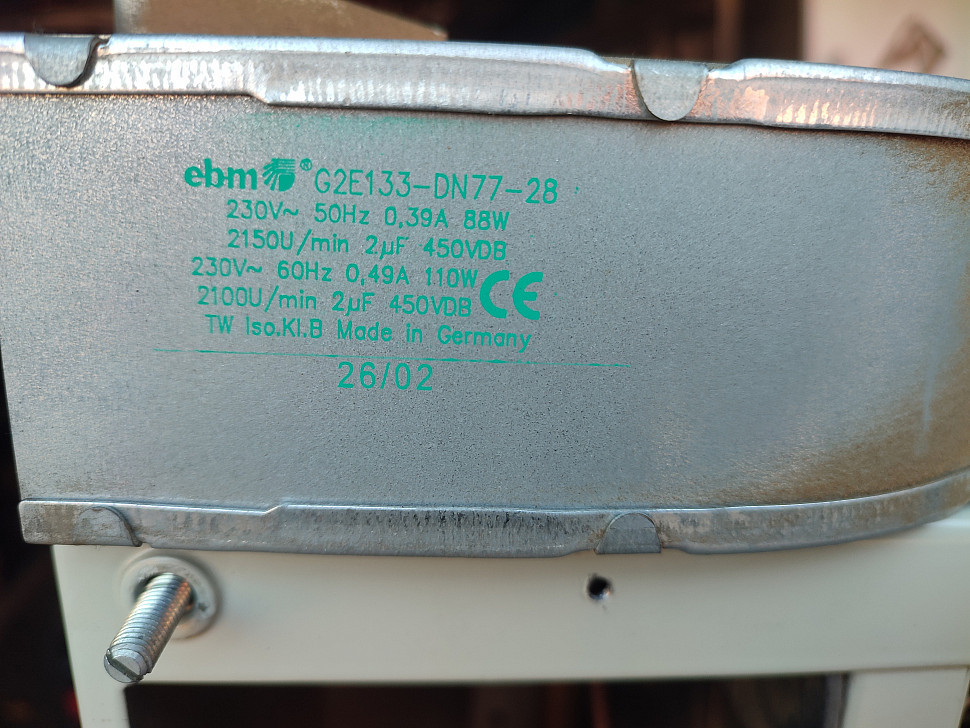 ebm® G2E133-DN77-28
230V~ 50Hz 0,39A 88W
2150U/min 2µF 450VDB
230V~ 60Hz 0,49A 110W CE
2100U/min 2µF 450VDB
TW Iso.Kl.B Made in Germany
26/02